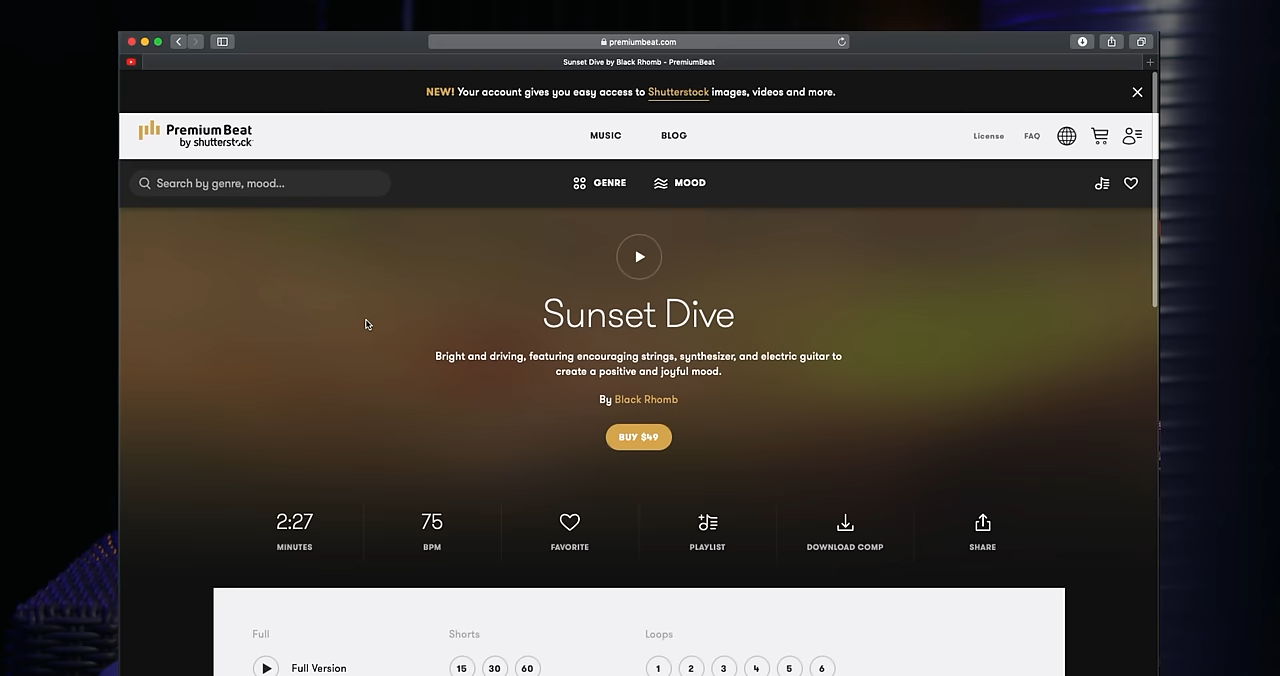 premiumbeat.com
Sunset Dive by Black Rhomb - PremiumBeat
NEW! Your account gives you easy access to Shutterstock images, videos and more.
PremiumBeat
by shutterstock
MUSIC
BLOG
License
FAQ
Search by genre, mood...
GENRE
MOOD
Sunset Dive
Bright and driving, featuring encouraging strings, synthesizer, and electric guitar to
create a positive and joyful mood.
By Black Rhomb
BUY $49
2:27
MINUTES
75
BPM
FAVORITE
PLAYLIST
DOWNLOAD COMP
SHARE
Full
Shorts
Loops
Full Version
15 30 60
1 2 3 4 5 6